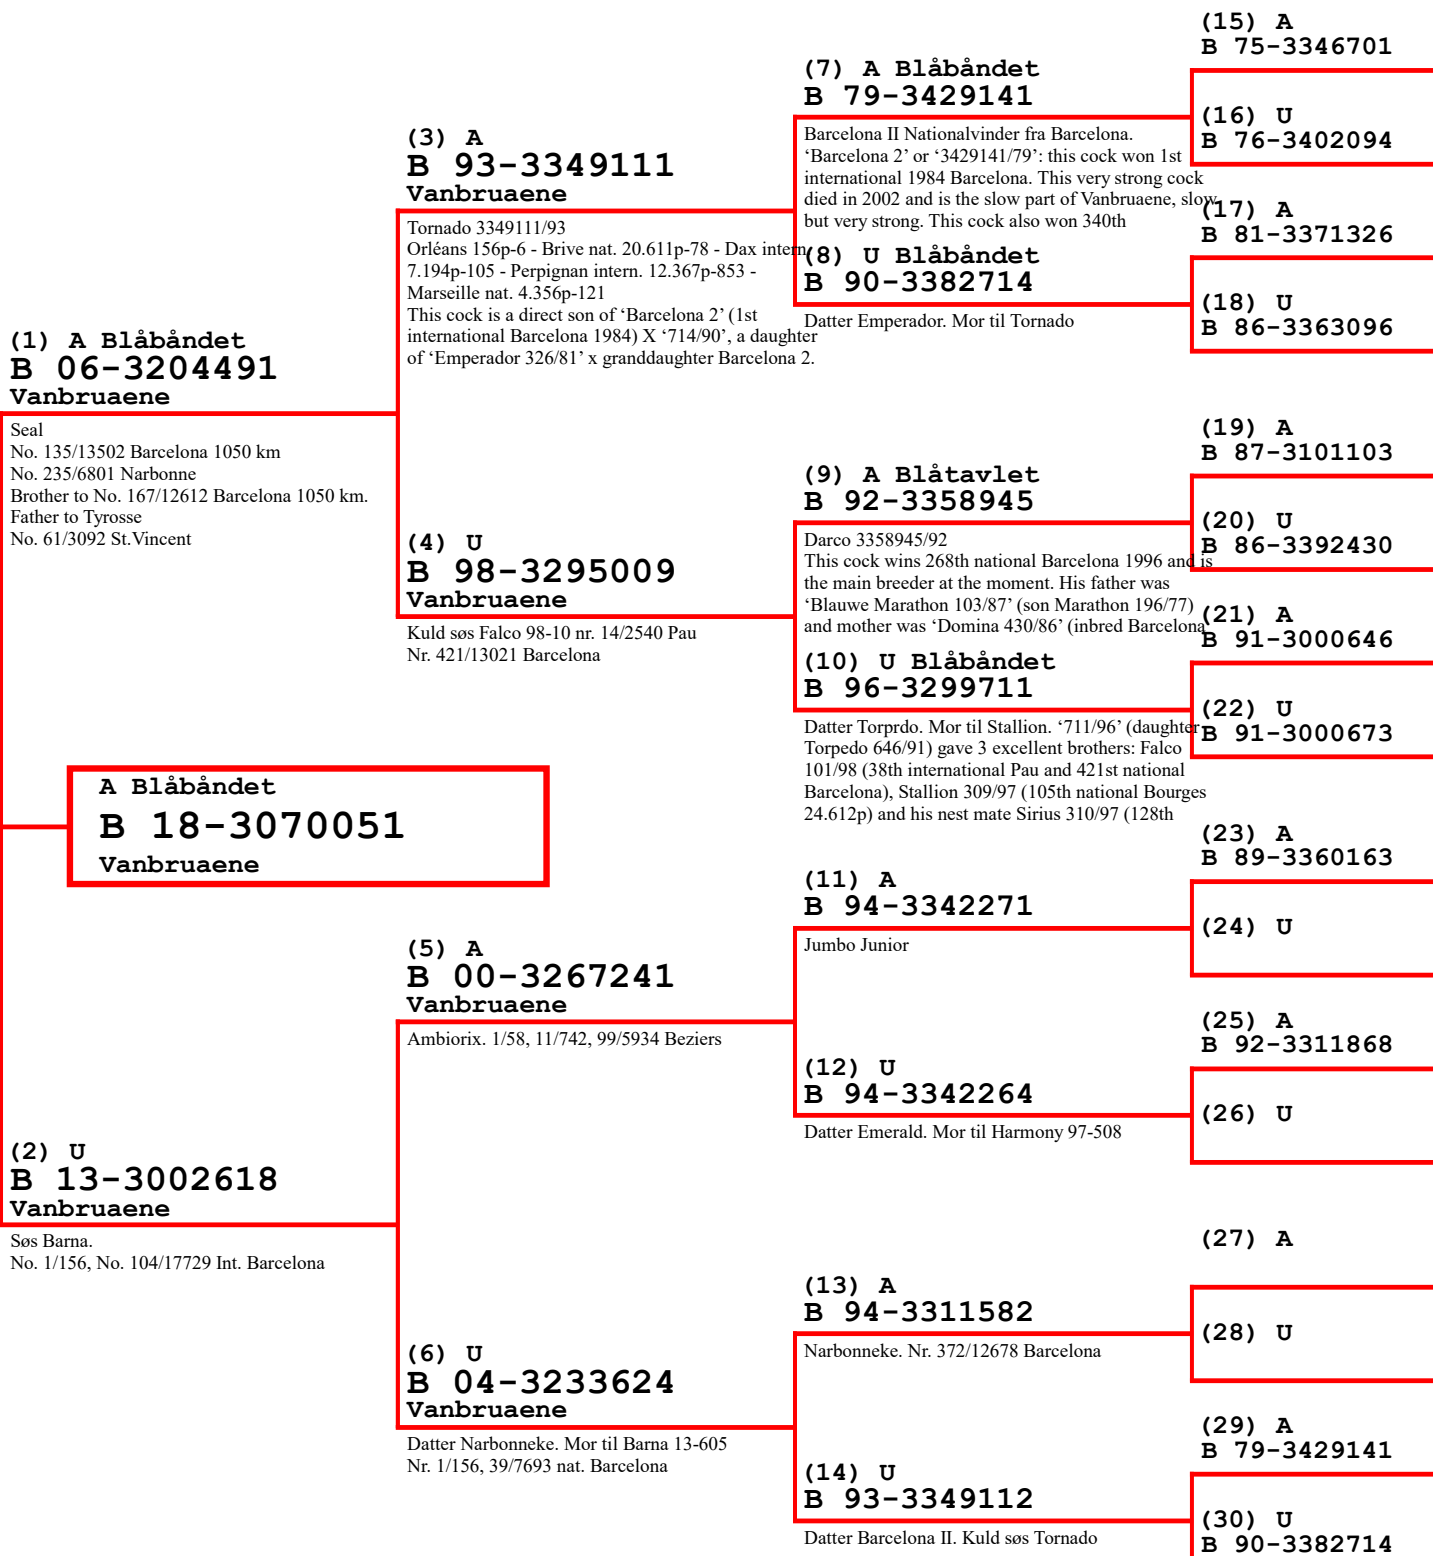 (1) A Blåbåndet
B 06-3204491
Vanbruaene
Seal
No. 135/13502 Barcelona 1050 km
No. 235/6801 Narbonne
Brother to No. 167/12612 Barcelona 1050 km.
Father to Tyrosse
No. 61/3092 St.Vincent
A Blåbåndet
B 18-3070051
Vanbruaene
(2) U
B 13-3002618
Vanbruaene
Søs Barna.
No. 1/156, No. 104/17729 Int. Barcelona
(3) A
B 93-3349111
Vanbruaene
Tornado 3349111/93
Orléans 156p-6 - Brive nat. 20.611p-78 - Dax intern.
7.194p-105 - Perpignan intern. 12.367p-853 -
Marseille nat. 4.356p-121
This cock is a direct son of ‘Barcelona 2’ (1st
international Barcelona 1984) X ‘714/90’, a daughter
of ‘Emperador 326/81’ x granddaughter Barcelona 2.
(4) U
B 98-3295009
Vanbruaene
Kuld søs Falco 98-10 nr. 14/2540 Pau
Nr. 421/13021 Barcelona
(5) A
B 00-3267241
Vanbruaene
Ambiorix. 1/58, 11/742, 99/5934 Beziers
(6) U
B 04-3233624
Vanbruaene
Datter Narbonneke. Mor til Barna 13-605
Nr. 1/156, 39/7693 nat. Barcelona
(7) A Blåbåndet
B 79-3429141
Barcelona II Nationalvinder fra Barcelona.
‘Barcelona 2’ or ‘3429141/79’: this cock won 1st
international 1984 Barcelona. This very strong cock
died in 2002 and is the slow part of Vanbruaene, slow
but very strong. This cock also won 340th
(8) U Blåbåndet
B 90-3382714
Datter Emperador. Mor til Tornado
(9) A Blåtavlet
B 92-3358945
Darco 3358945/92
This cock wins 268th national Barcelona 1996 and is
the main breeder at the moment. His father was
‘Blauwe Marathon 103/87’ (son Marathon 196/77)
and mother was ‘Domina 430/86’ (inbred Barcelona
(10) U Blåbåndet
B 96-3299711
Datter Torprdo. Mor til Stallion. ‘711/96’ (daughter
Torpedo 646/91) gave 3 excellent brothers: Falco
101/98 (38th international Pau and 421st national
Barcelona), Stallion 309/97 (105th national Bourges
24.612p) and his nest mate Sirius 310/97 (128th
(11) A
B 94-3342271
Jumbo Junior
(12) U
B 94-3342264
Datter Emerald. Mor til Harmony 97-508
(13) A
B 94-3311582
Narbonneke. Nr. 372/12678 Barcelona
(14) U
B 93-3349112
Datter Barcelona II. Kuld søs Tornado
(15) A
B 75-3346701
(16) U
B 76-3402094
(17) A
B 81-3371326
(18) U
B 86-3363096
(19) A
B 87-3101103
(20) U
B 86-3392430
(21) A
B 91-3000646
(22) U
B 91-3000673
(23) A
B 89-3360163
(24) U
(25) A
B 92-3311868
(26) U
(27) A
(28) U
(29) A
B 79-3429141
(30) U
B 90-3382714